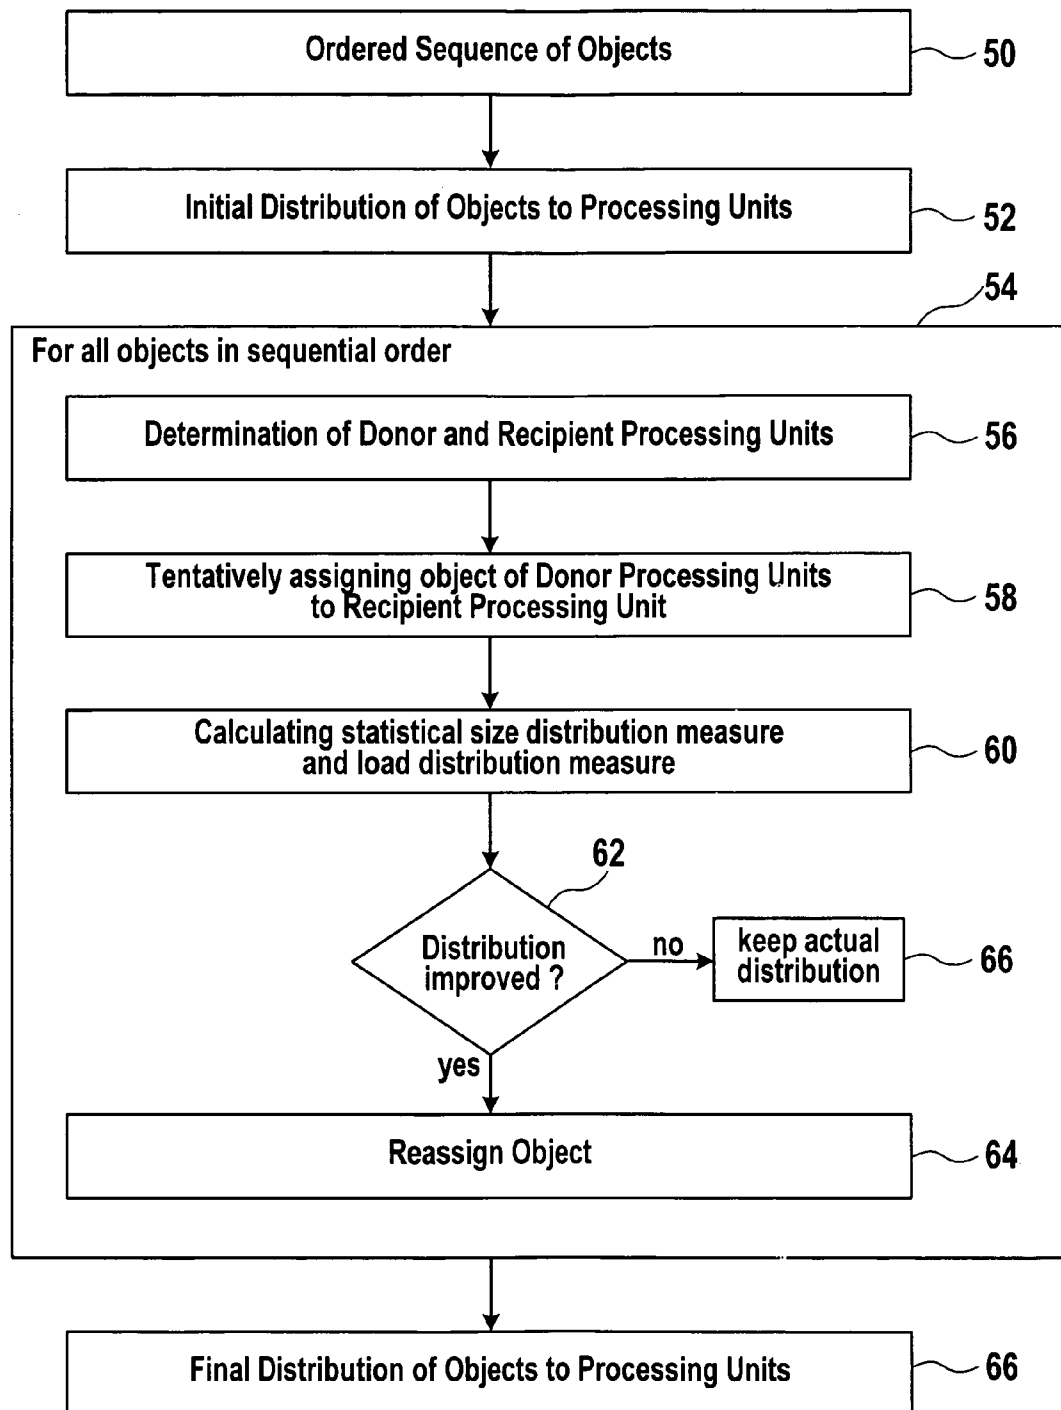 Ordered Sequence of Objects
50
Initial Distribution of Objects to Processing Units
52
54
For all objects in sequential order
Determination of Donor and Recipient Processing Units
56
Tentatively assigning object of Donor Processing Units
to Recipient Processing Unit
58
Calculating statistical size distribution measure
and load distribution measure
60
62
Distribution
improved ?
no
keep actual
distribution
66
yes
Reassign Object
64
Final Distribution of Objects to Processing Units
66